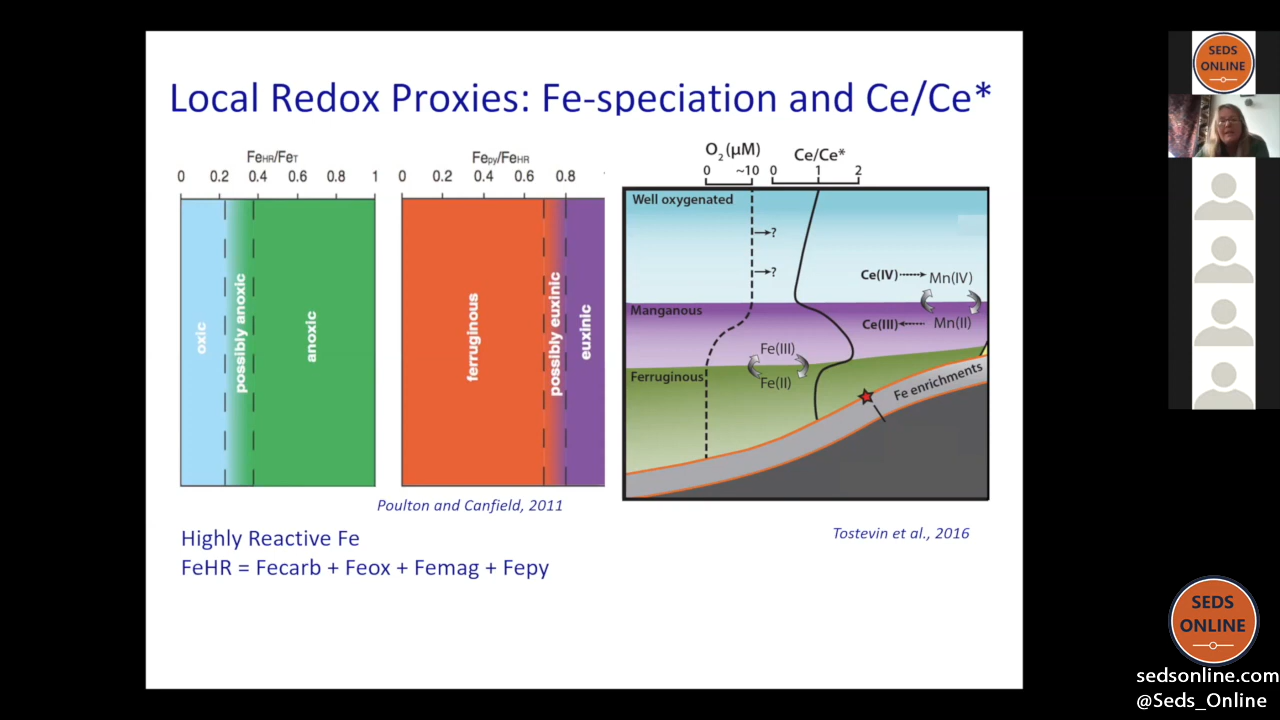 Local Redox Proxies: Fe-speciation and Ce/Ce*
FeHR/FeT
0 0.2 0.4 0.6 0.8 1
oxic
possibly anoxic
anoxic
Fepy/FeHR
0 0.2 0.4 0.6 0.8
ferruginous
possibly euxinic
euxinic
Poulton and Canfield, 2011
O2 (μM)
0 ~10
Ce/Ce*
0 1 2
Well oxygenated
?
?
Ce(IV) Mn(IV)
Manganous
Ce(III) Mn(II)
Fe(III)
Ferruginous
Fe(II)
Fe enrichments
Tostevin et al., 2016
Highly Reactive Fe
FeHR = Fecarb + Feox + Femag + Fepy
SEDS
ONLINE
SEDS
ONLINE
sedsonline.com
@Seds_Online